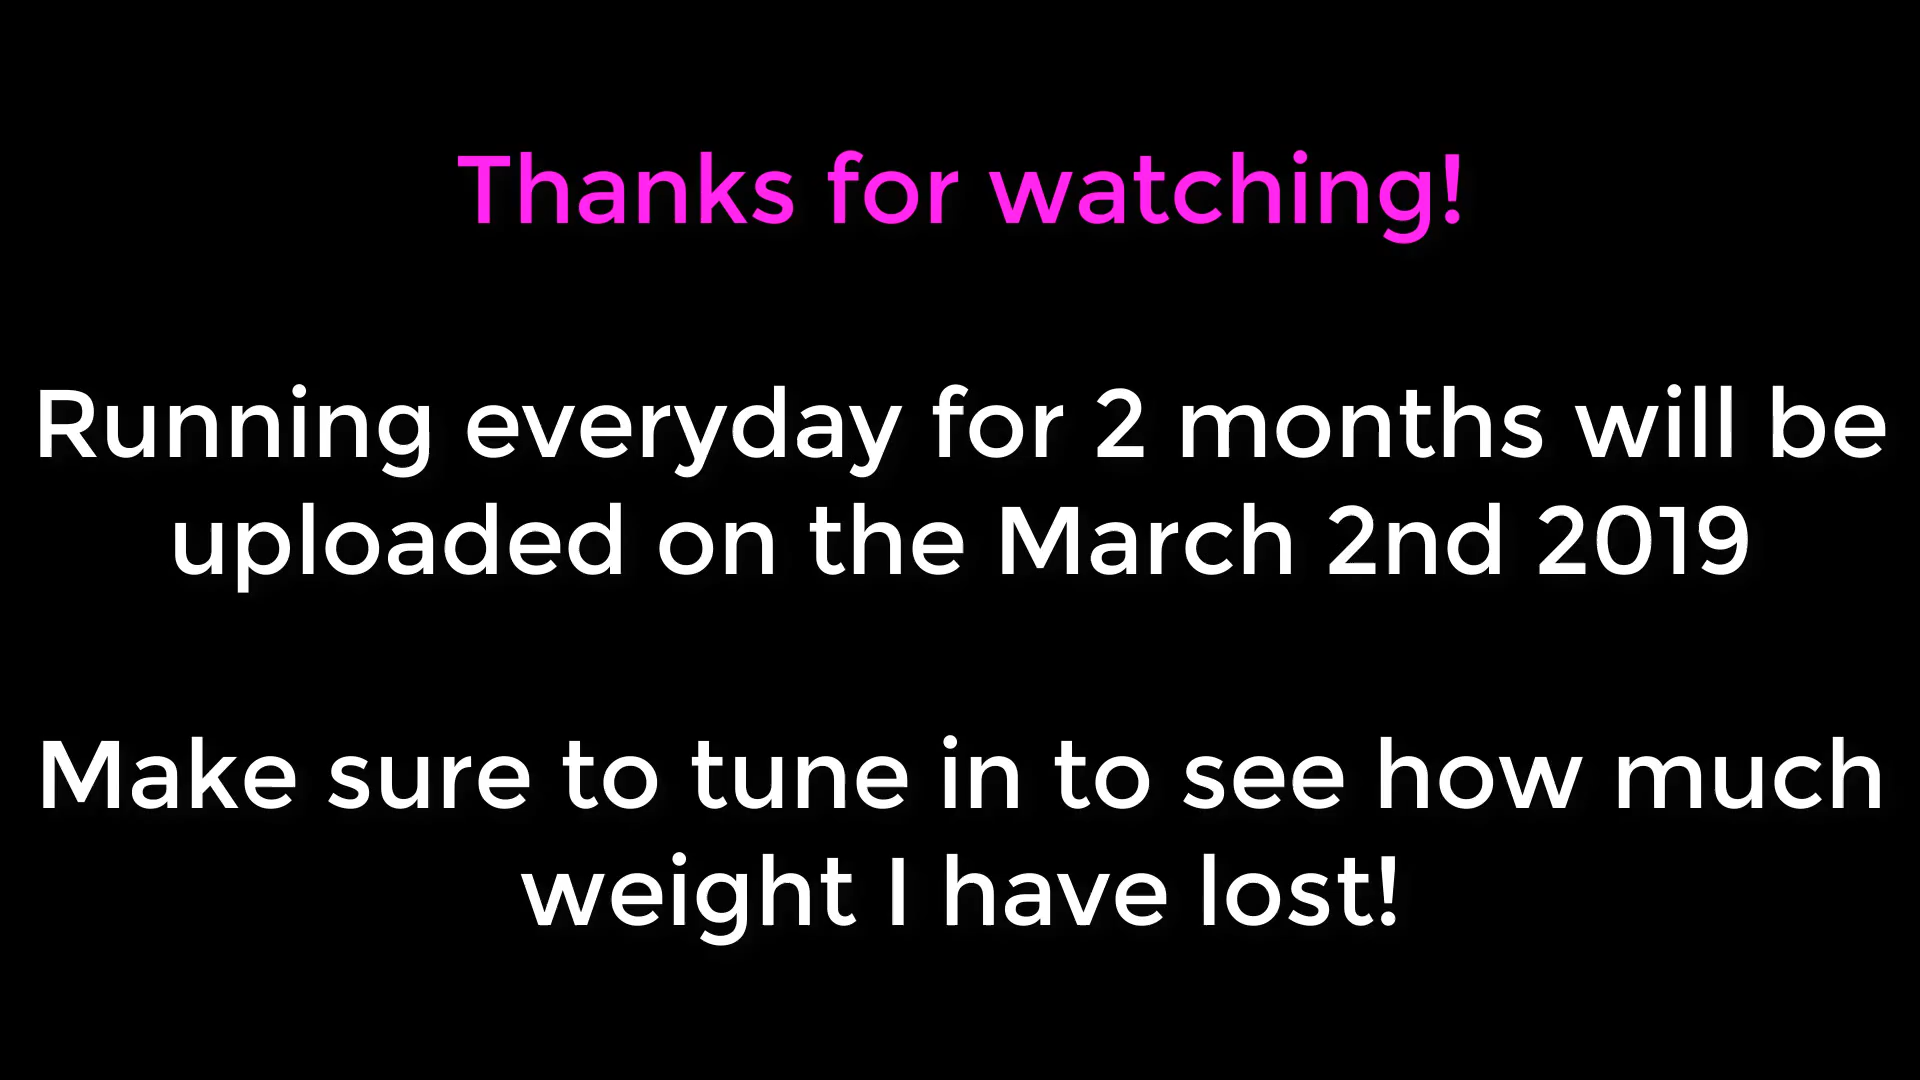 Thanks for watching!
Running everyday for 2 months will be
uploaded on the March 2nd 2019
Make sure to tune in to see how much
weight I have lost!